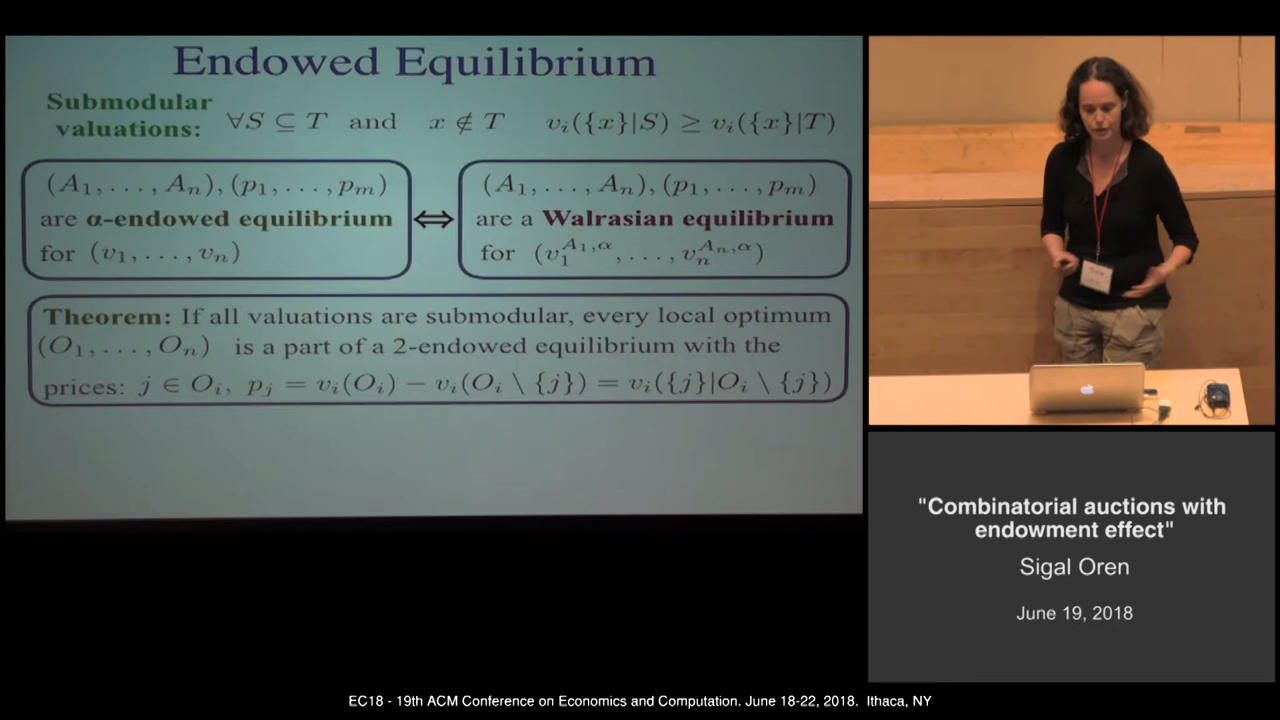 Endowed Equilibrium
Submodular valuations: ∀S ⊆ T and x ∉ T v_i({x}|S) ≥ v_i({x}|T)
(A_1, . . . , A_n), (p_1, . . . , p_m)
are α-endowed equilibrium
for (v_1, . . . , v_n)
⇔
(A_1, . . . , A_n), (p_1, . . . , p_m)
are a Walrasian equilibrium
for (v_1^{A_1,α}, . . . , v_n^{A_n,α})
Theorem: If all valuations are submodular, every local optimum
(O_1, . . . , O_n) is a part of a 2-endowed equilibrium with the
prices: j ∈ O_i, p_j = v_i(O_i) − v_i(O_i \ {j}) = v_i({j}|O_i \ {j})
"Combinatorial auctions with
endowment effect"
Sigal Oren
June 19, 2018
EC18 - 19th ACM Conference on Economics and Computation. June 18-22, 2018. Ithaca, NY